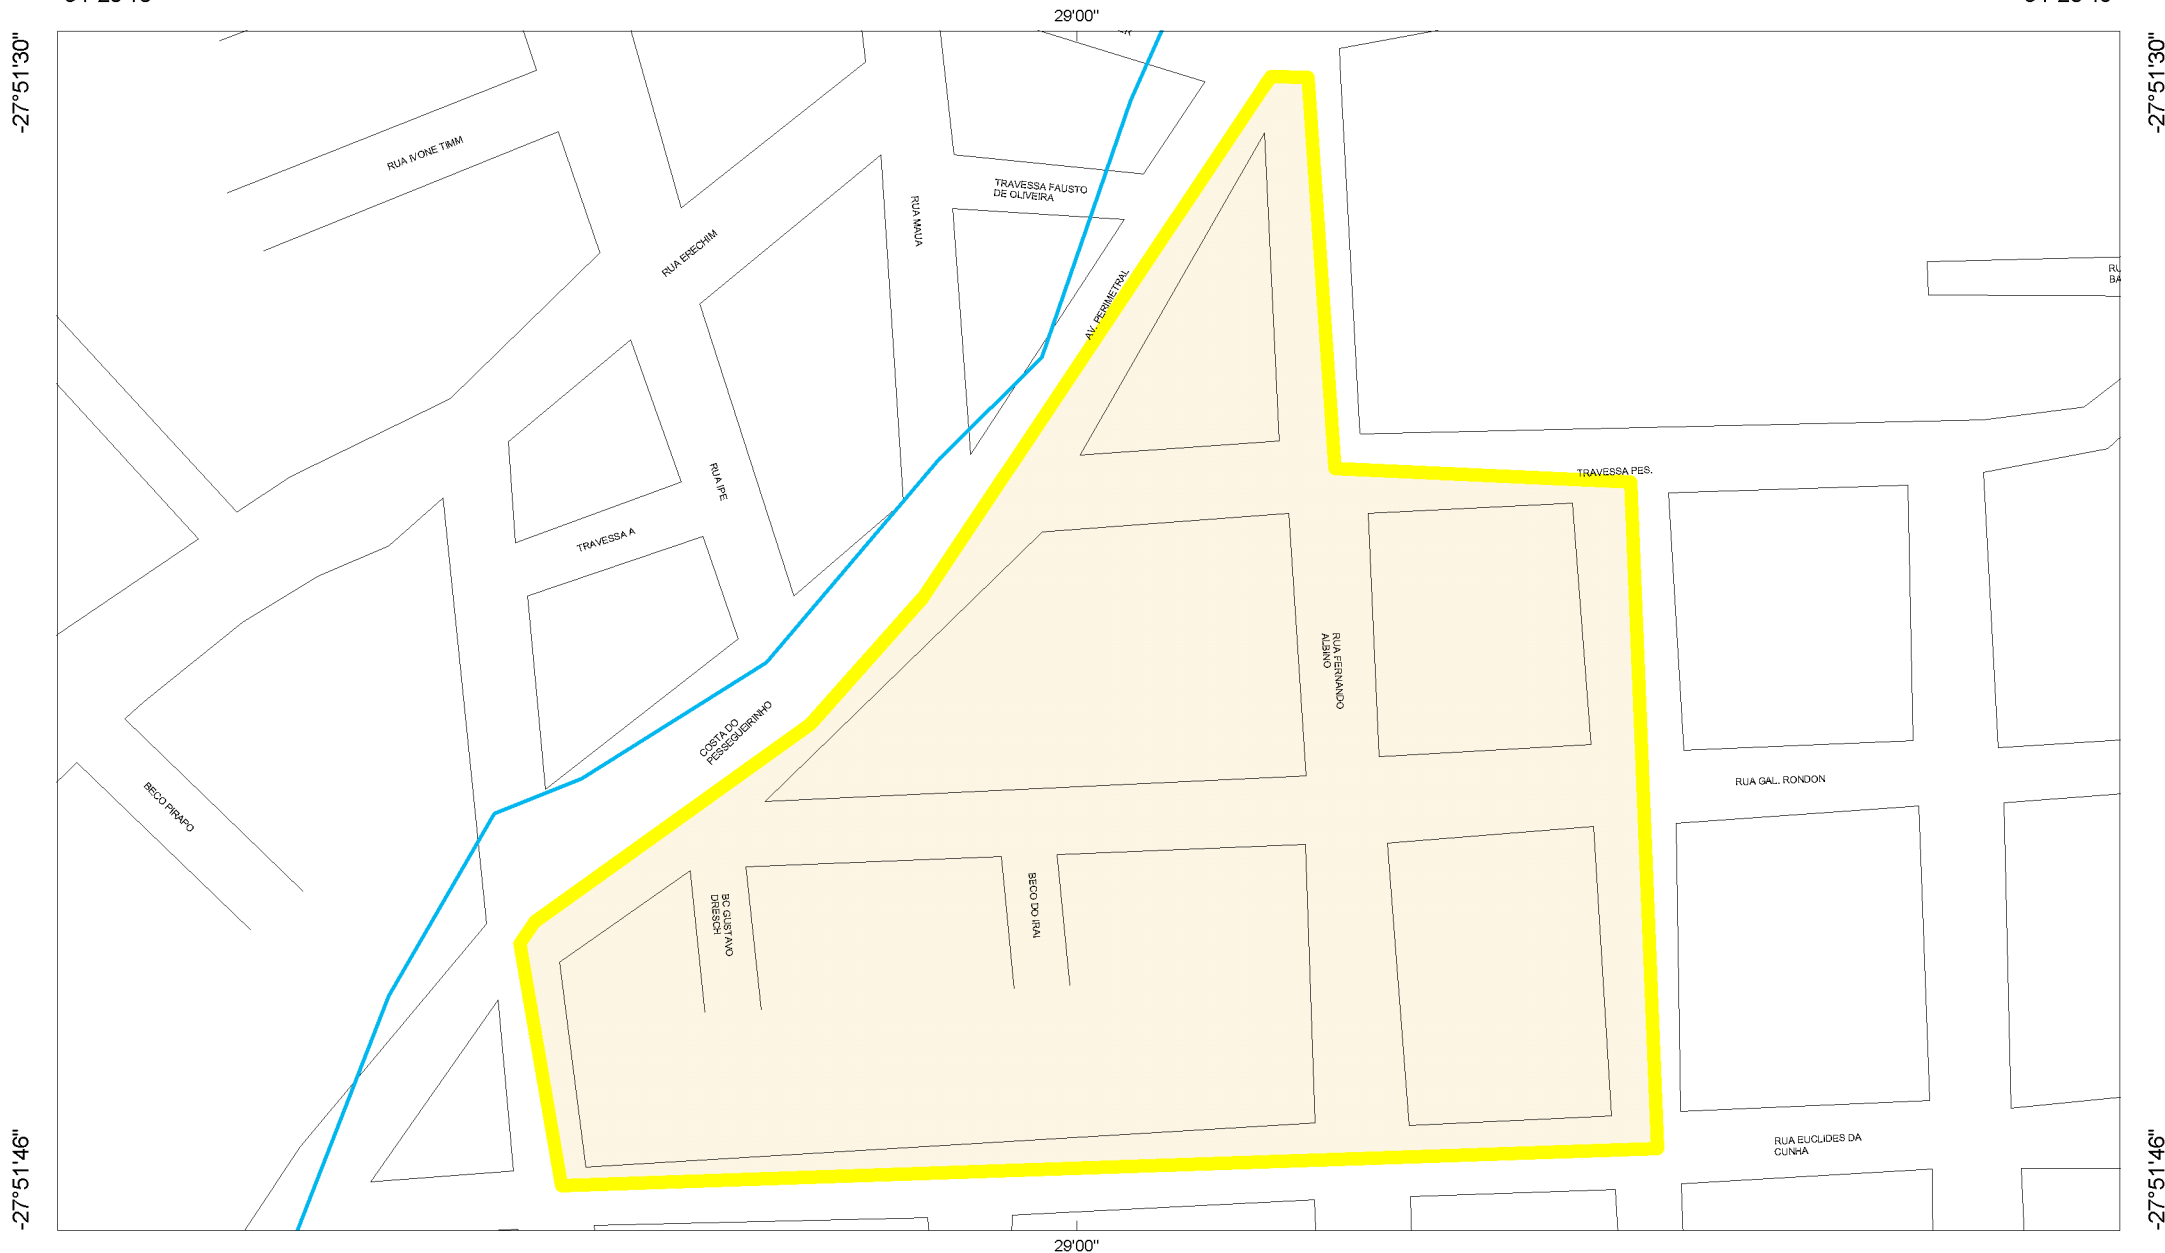 29'00"
-27°51'30"
-27°51'30"
RUA IVONE TIMM
TRAVESSA FAUSTO
DE OLIVEIRA
RUA MAUA
RUA ERECHIM
AV. PERIMETRAL
RUA IPE
TRAVESSA PES.
TRAVESSA A
RUA FERNANDO
ALBINO
COSTA DO
PESSEGUEIRINHO
BECO PIRAPO
RUA GAL. RONDON
BC GUSTAVO
DRESCH
BECO DO IRAI
RUA EUCLIDES DA
CUNHA
-27°51'46"
-27°51'46"
29'00"